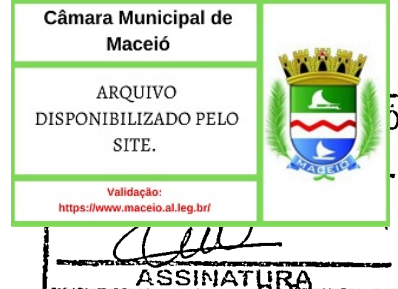 Câmara Municipal de
Maceió
ARQUIVO
DISPONIBILIZADO PELO
SITE.
Validação:
https://www.maceio.al.leg.br/
MACEIÓ
ASSINATURA